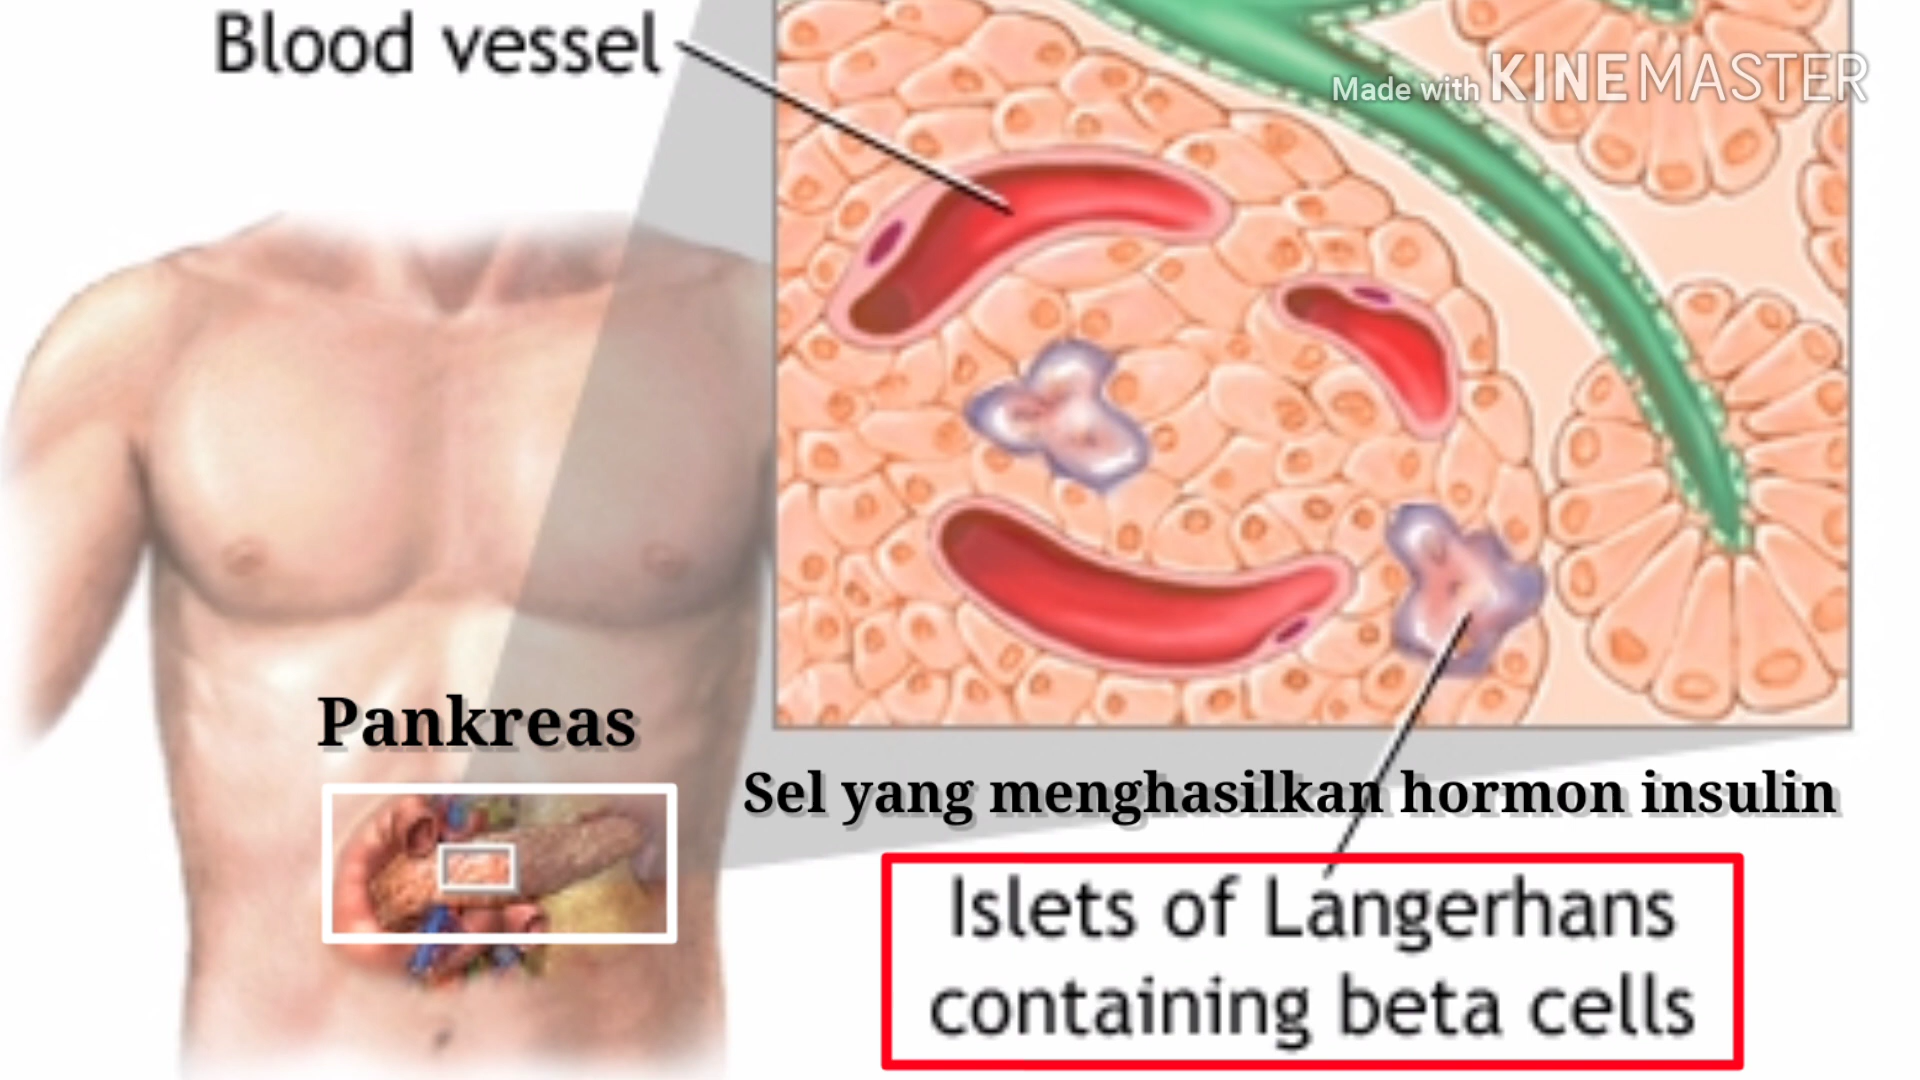 Blood vessel
Made with KINEMASTER
Pankreas
Sel yang menghasilkan hormon insulin
Islets of Langerhans
containing beta cells